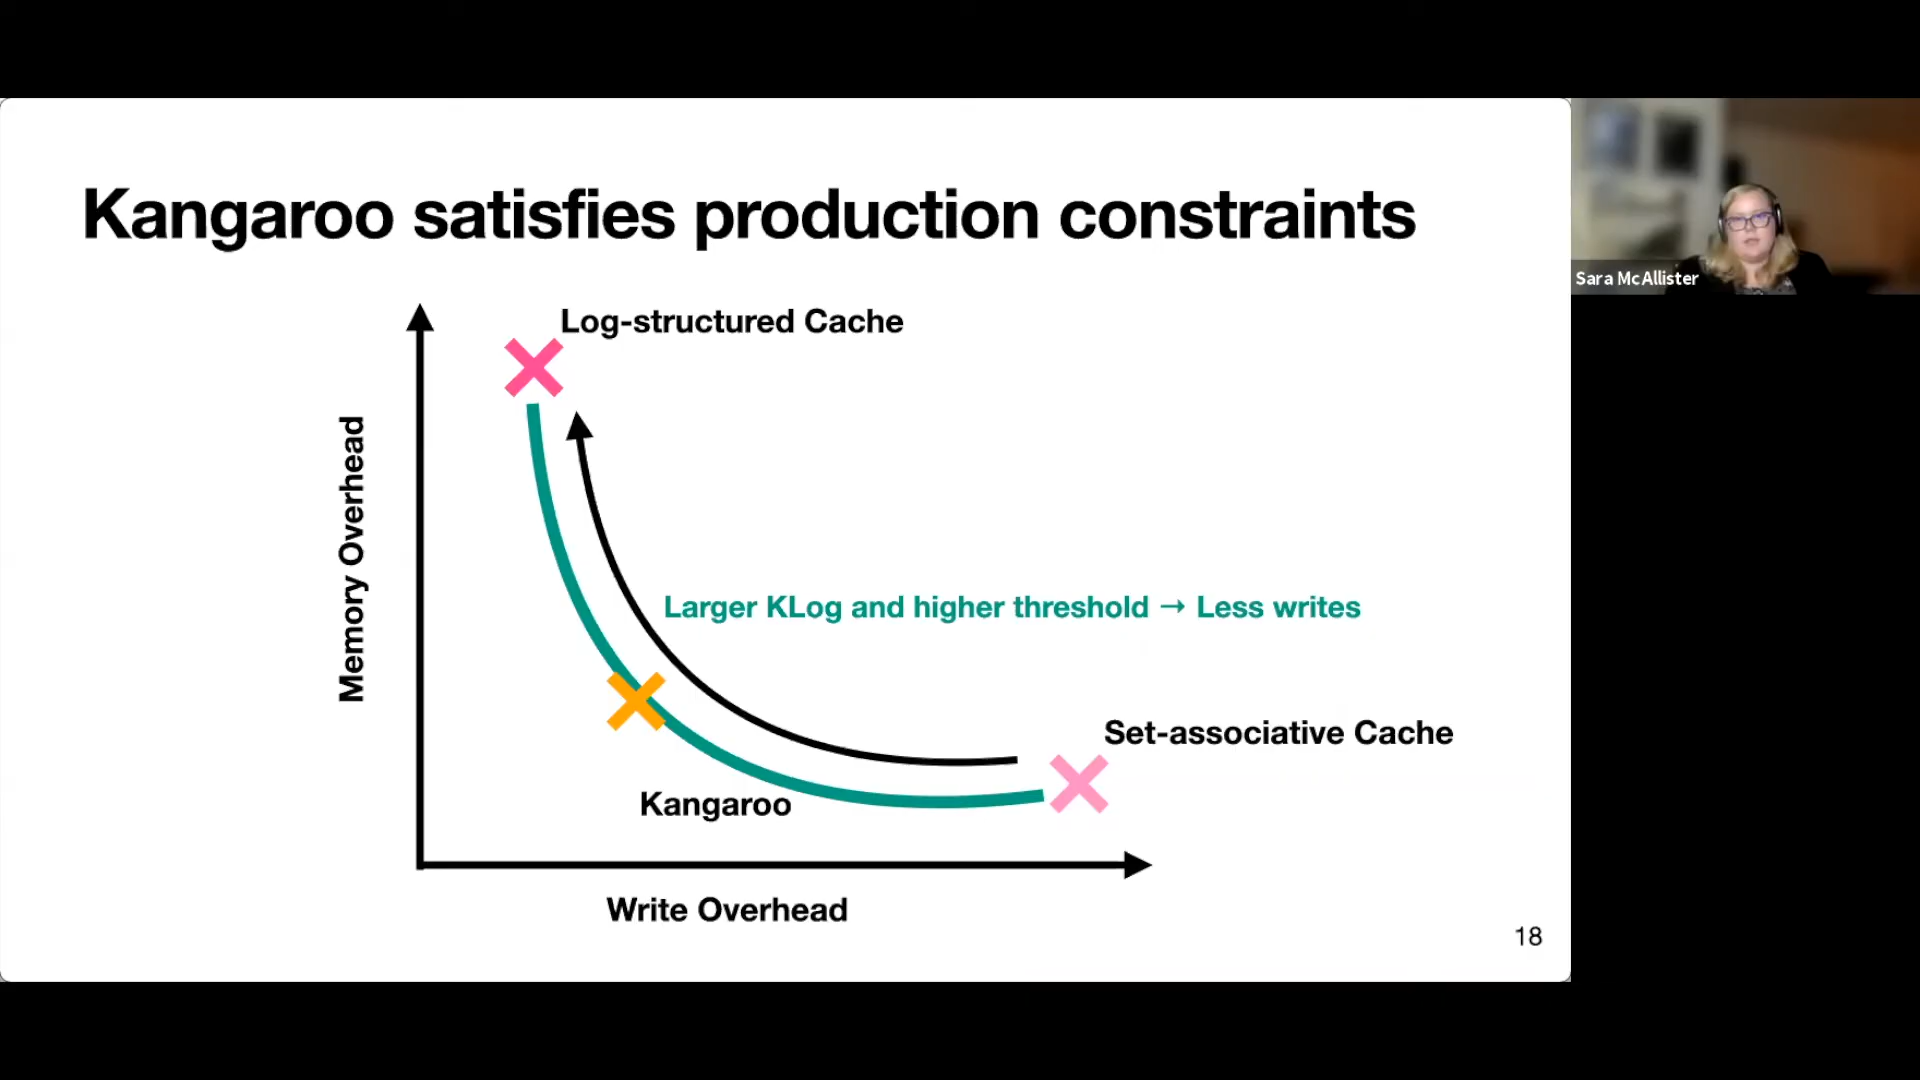 Kangaroo satisfies production constraints
Log-structured Cache
Memory Overhead
Larger KLog and higher threshold → Less writes
Set-associative Cache
Kangaroo
Write Overhead
18
Sara McAllister